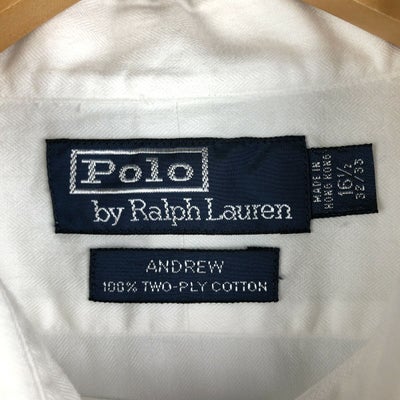 Polo
by Ralph Lauren
MADE IN
HONG KONG
16½
32/33
ANDREW
100% TWO-PLY COTTON